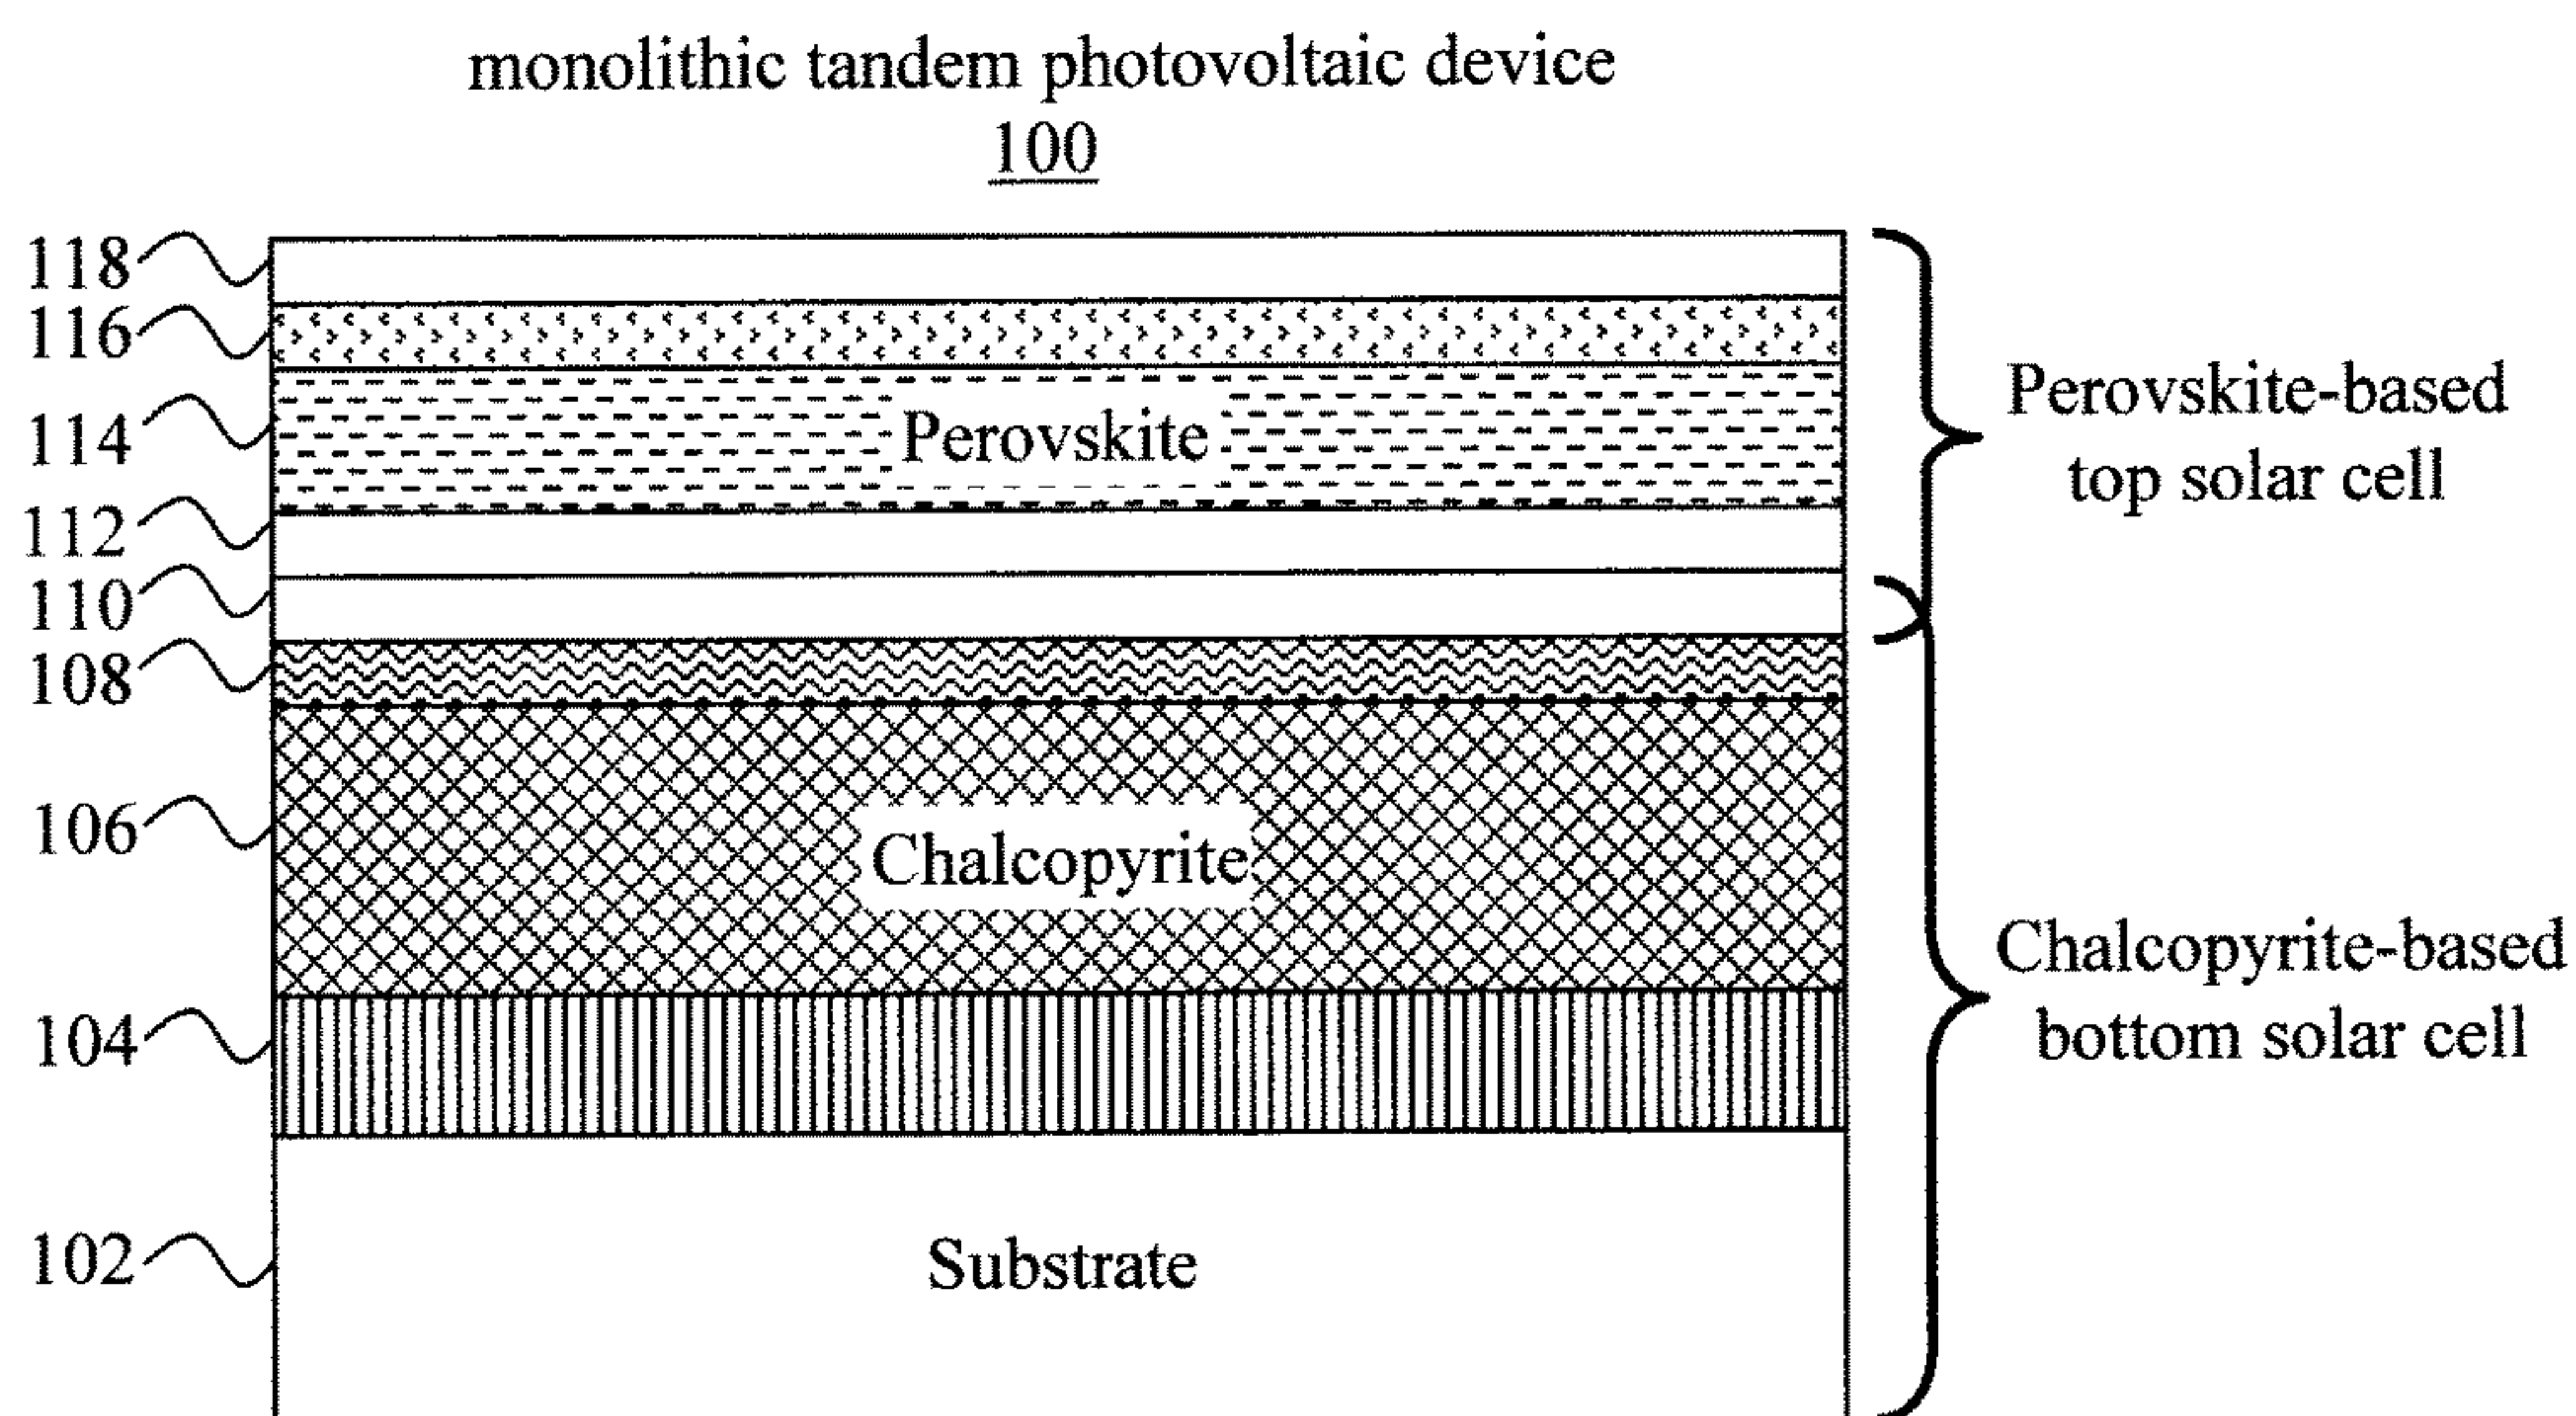 monolithic tandem photovoltaic device
100
118
116
114
Perovskite
112
110
108
106
Chalcopyrite
104
102
Substrate
Perovskite-based
top solar cell
Chalcopyrite-based
bottom solar cell